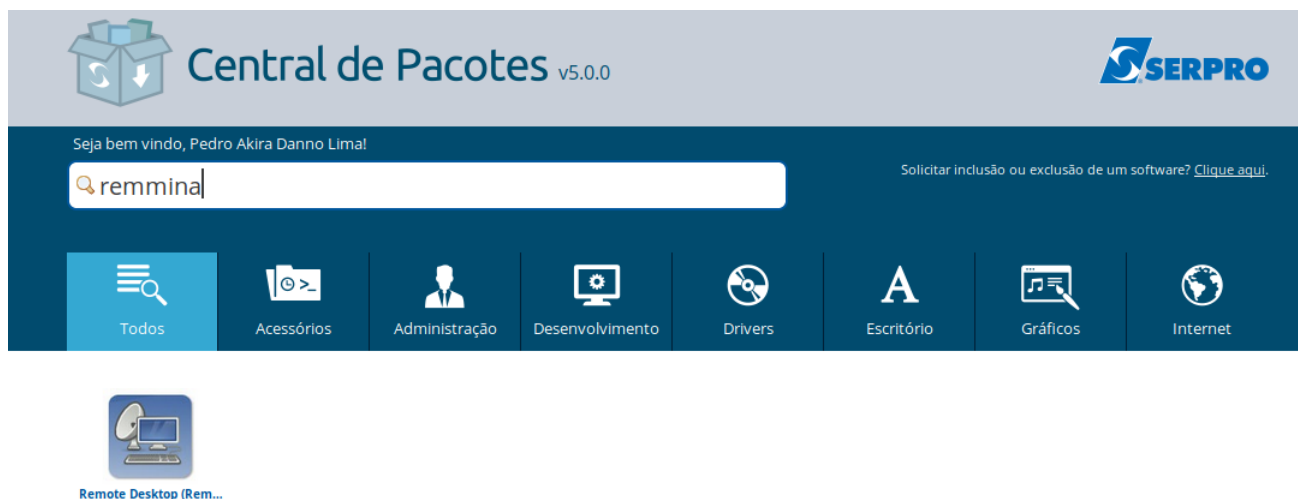 Central de Pacotes v5.0.0
SERPRO
Seja bem vindo, Pedro Akira Danno Lima!
remmina
Solicitar inclusão ou exclusão de um software? Clique aqui.
Todos
Acessórios
Administração
Desenvolvimento
Drivers
Escritório
Gráficos
Internet
Remote Desktop (Rem...